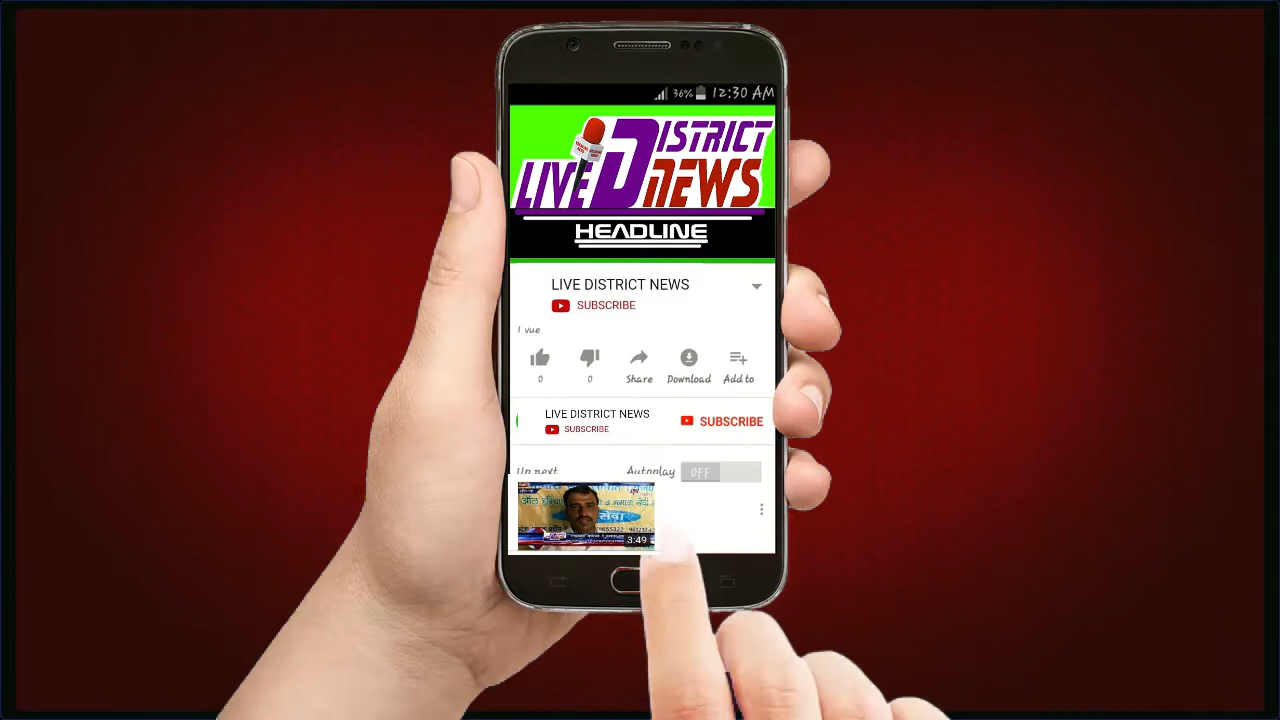 36% 12:30 AM
LIVE DISTRICT NEWS
HEADLINE
LIVE DISTRICT NEWS
SUBSCRIBE
1 vue
0 0 Share Download Add to
LIVE DISTRICT NEWS
SUBSCRIBE
SUBSCRIBE
Up next Autoplay OFF
सेवा
3:49